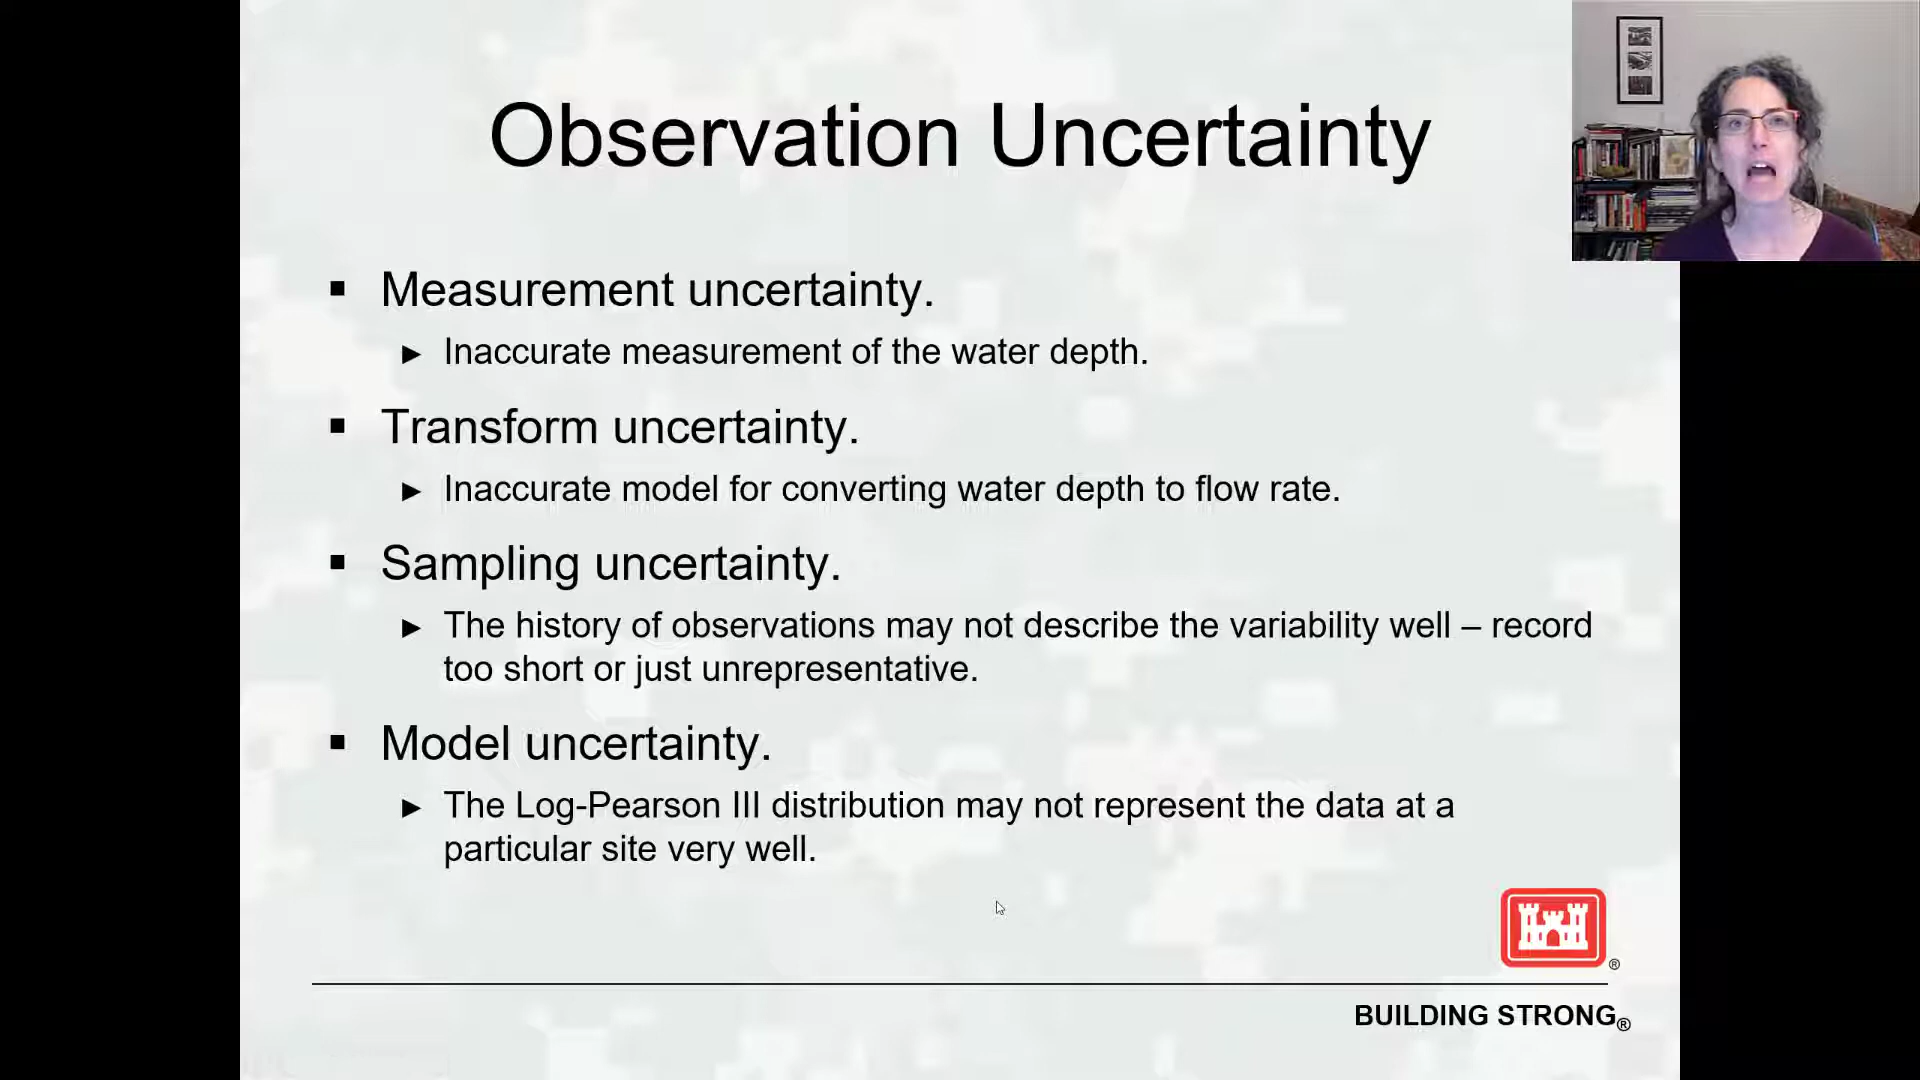 Observation Uncertainty
▪ Measurement uncertainty.
► Inaccurate measurement of the water depth.
▪ Transform uncertainty.
► Inaccurate model for converting water depth to flow rate.
▪ Sampling uncertainty.
► The history of observations may not describe the variability well – record
too short or just unrepresentative.
▪ Model uncertainty.
► The Log-Pearson III distribution may not represent the data at a
particular site very well.
®
BUILDING STRONG®